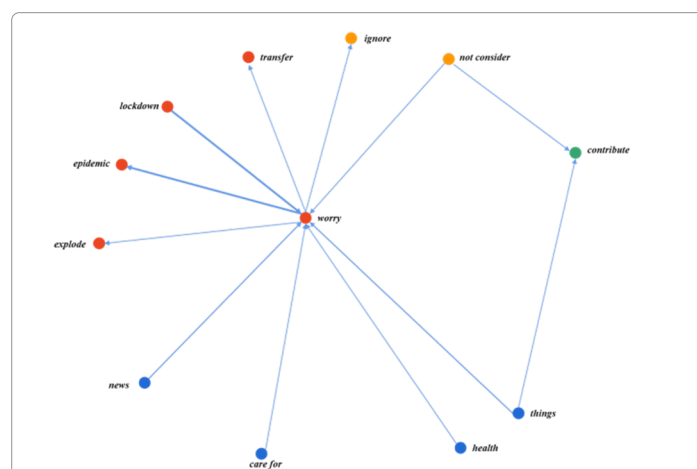 ignore
transfer
not consider
lockdown
contribute
epidemic
worry
explode
news
things
health
care for